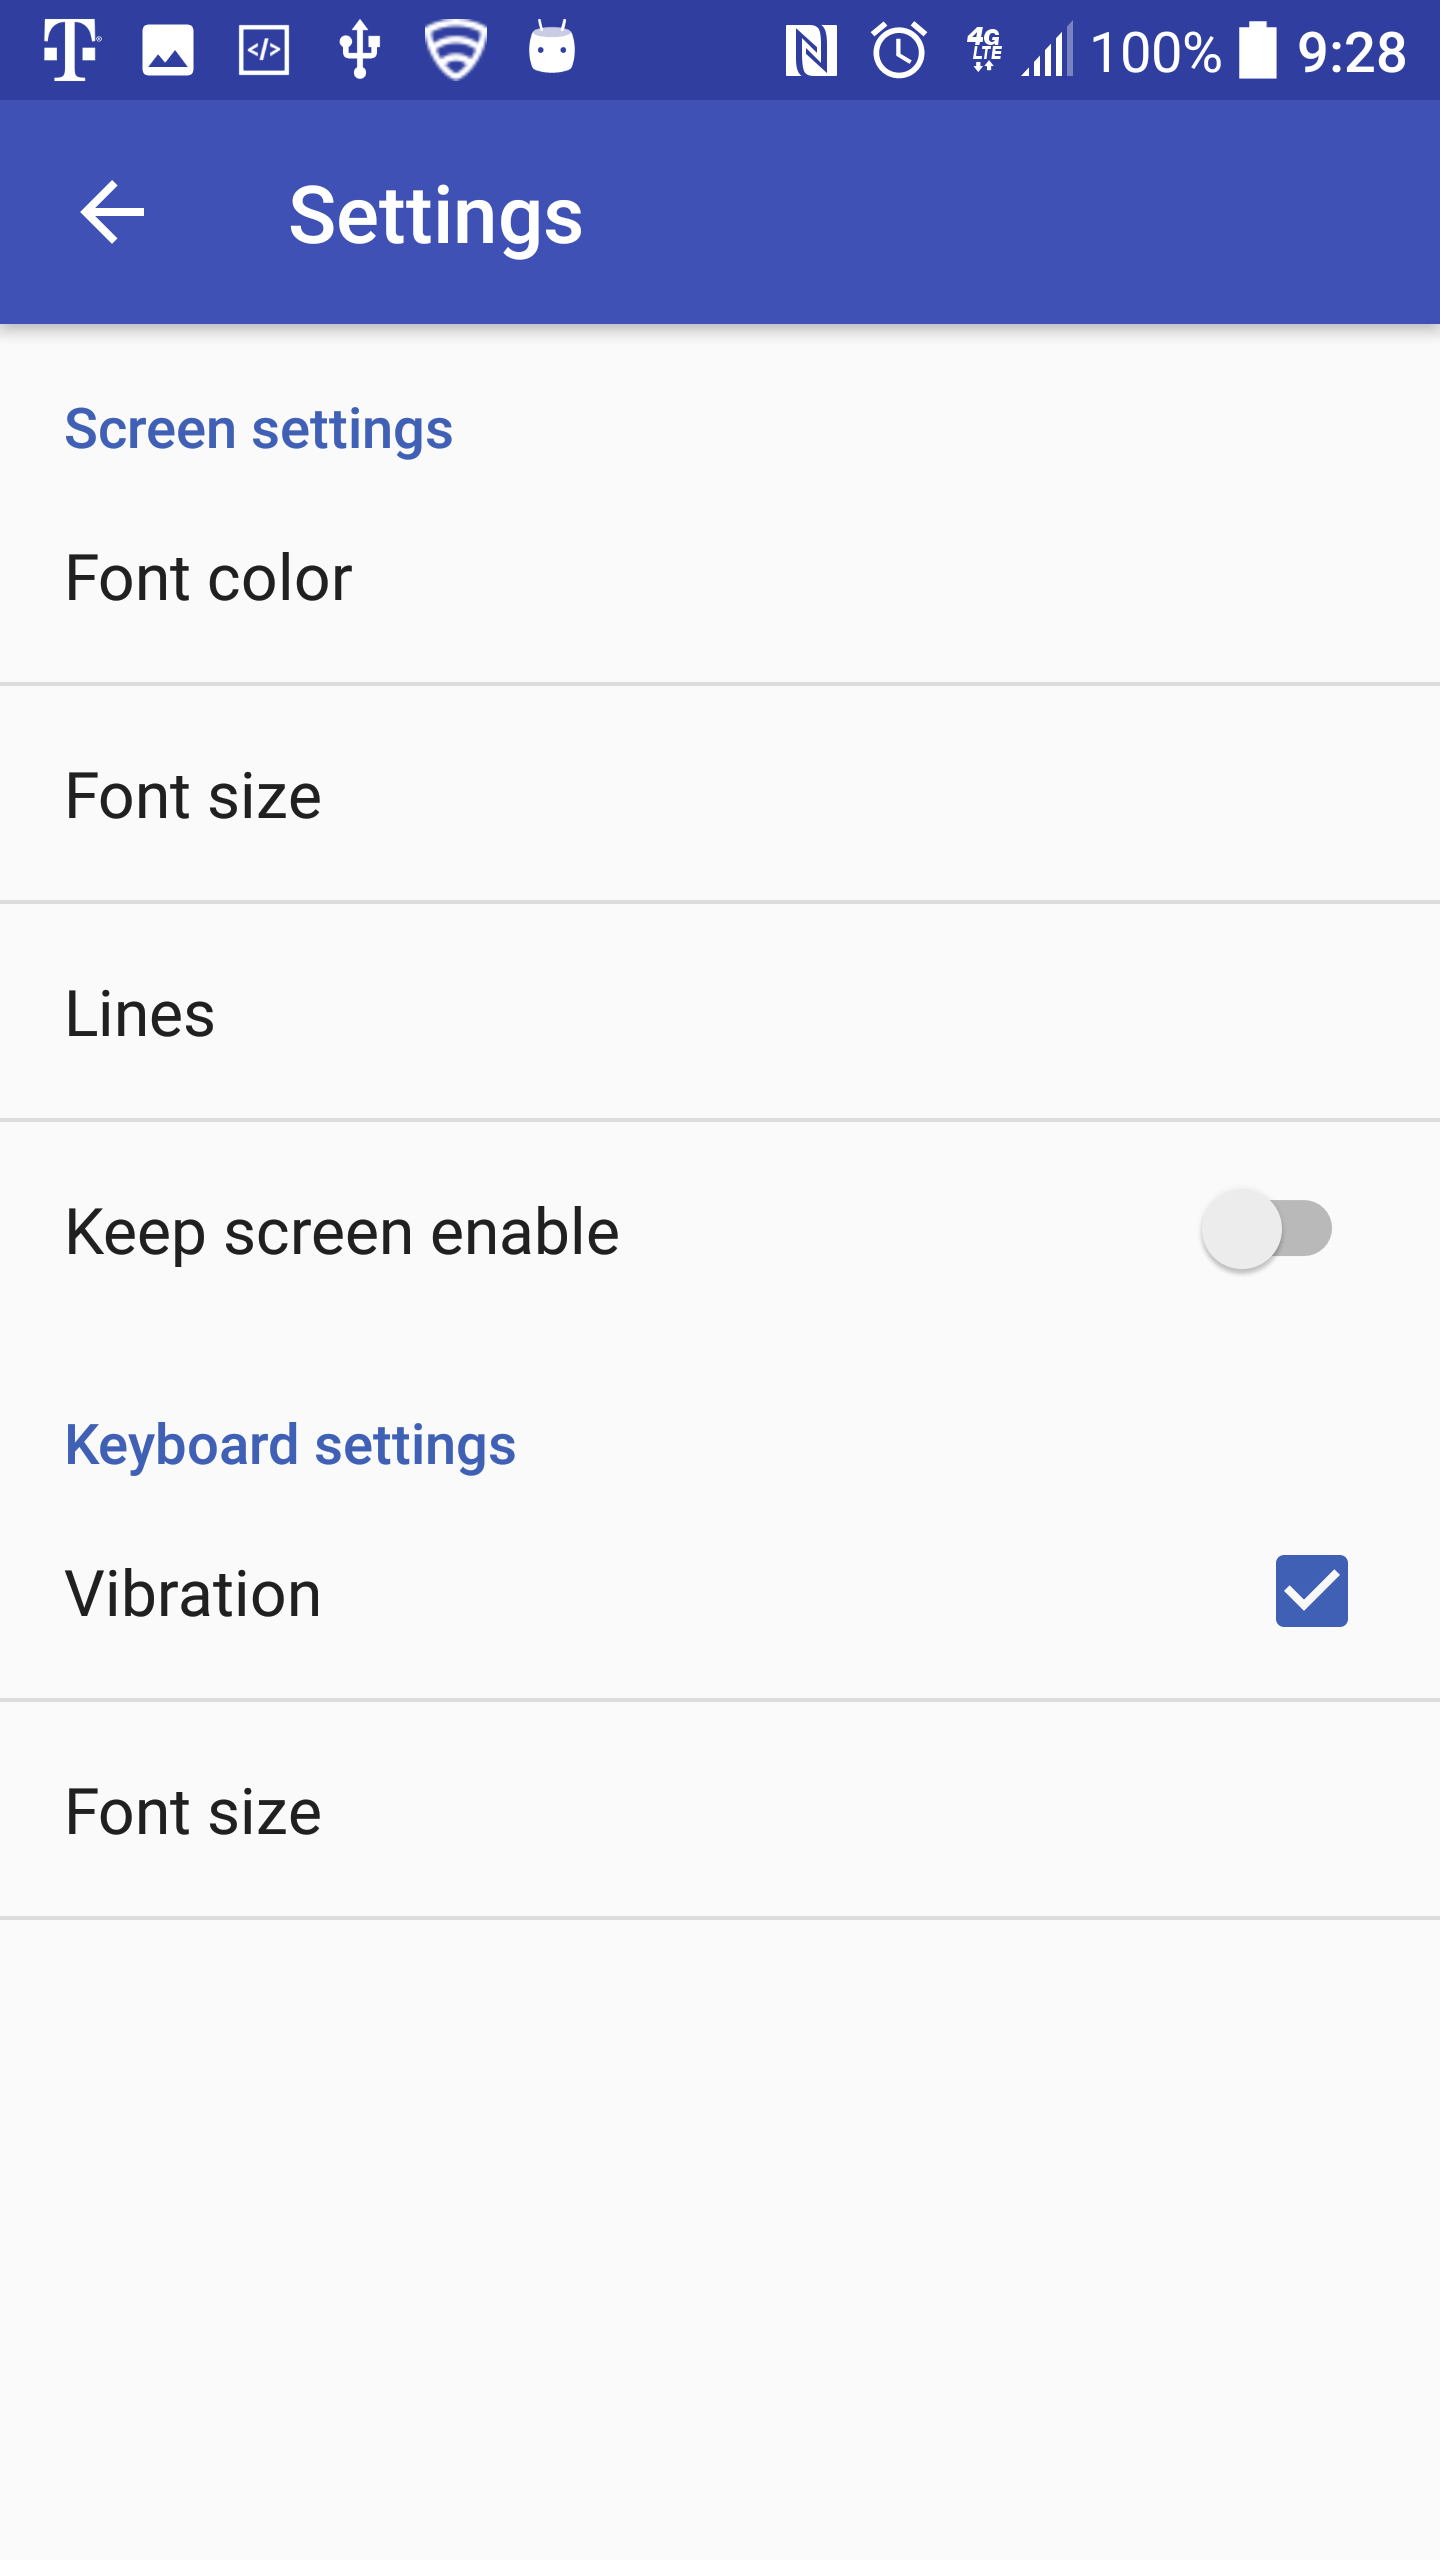 T </> N 4G LTE 100% 9:28
Settings
Screen settings
Font color
Font size
Lines
Keep screen enable
Keyboard settings
Vibration
Font size